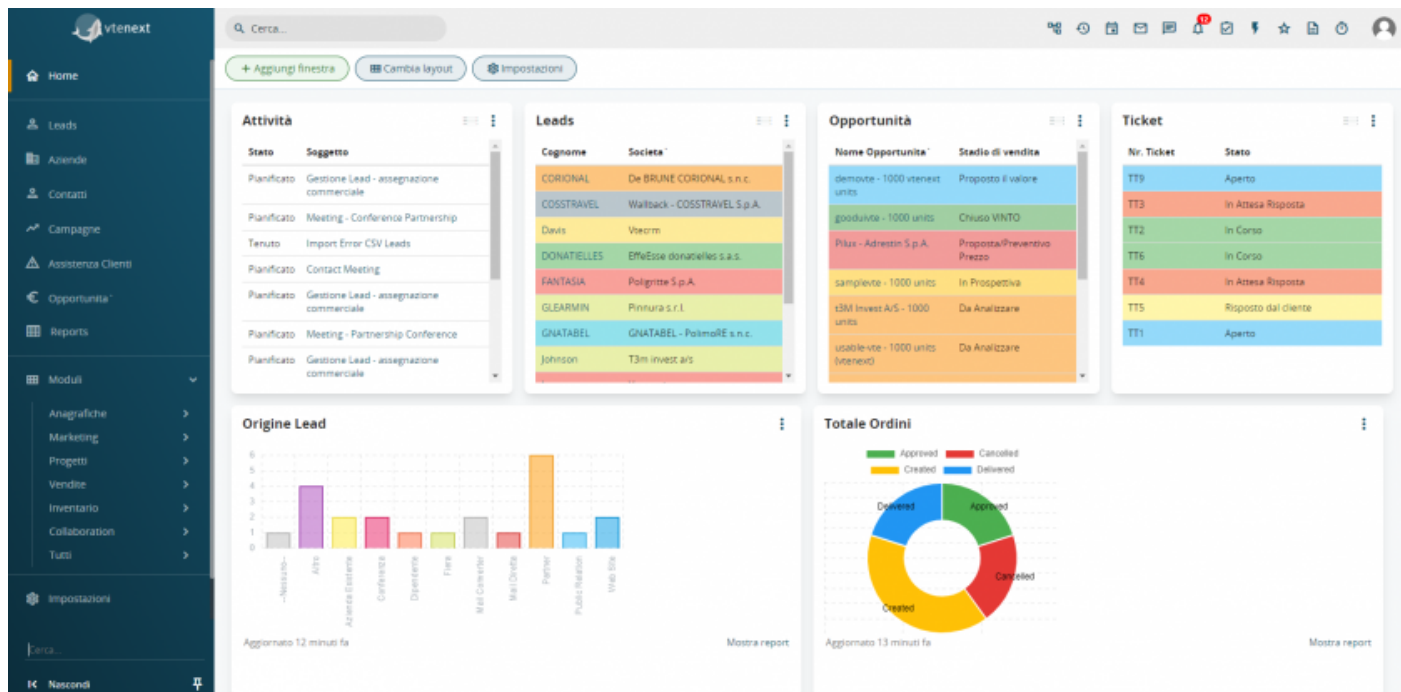 vtenext
Cerca...
12
Home
+ Aggiungi finestra
Cambia layout
Impostazioni
Leads
Aziende
Contatti
Campagne
Assistenza Clienti
Opportunita`
Reports
Moduli
Anagrafiche
Marketing
Progetti
Vendite
Inventario
Collaboration
Tutti
Impostazioni
Cerca...
Nascondi
Attività
Stato Soggetto
Pianificato Gestione Lead - assegnazione
commerciale
Pianificato Meeting - Conference Partnership
Tenuto Import Error CSV Leads
Pianificato Contact Meeting
Pianificato Gestione Lead - assegnazione
commerciale
Pianificato Meeting - Partnership Conference
Pianificato Gestione Lead - assegnazione
commerciale
Leads
Cognome Societa`
CORIONAL De BRUNE CORIONAL s.n.c.
COSSTRAVEL Wallback - COSSTRAVEL S.p.A.
Davis Vtecrm
DONATIELLES EffeEsse donatielles s.a.s.
FANTASIA Poligritte S.p.A.
GLEARMIN Pinnura s.r.l.
GNATABEL GNATABEL - PolimoRE s.n.c.
Johnson T3m invest a/s
Opportunità
Nome Opportunita` Stadio di vendita
demovte - 1000 vtenext Proposto il valore
units
gooduivte - 1000 units Chiuso VINTO
Pilux - Adrestin S.p.A. Proposta/Preventivo
Prezzo
samplevte - 1000 units In Prospettiva
t3M Invest A/S - 1000 Da Analizzare
units
usable-vte - 1000 units Da Analizzare
(vtenext)
Ticket
Nr. Ticket Stato
TT9 Aperto
TT3 In Attesa Risposta
TT2 In Corso
TT6 In Corso
TT4 In Attesa Risposta
TT5 Risposto dal cliente
TT1 Aperto
Origine Lead
6
5
4
3
2
1
0
--Nessuno--
Altro
Azienda Esistente
Conferenza
Dipendente
Fiera
Mail Converter
Mail Diretta
Partner
Public Relation
Web Site
Aggiornato 12 minuti fa
Mostra report
Totale Ordini
Approved Cancelled
Created Delivered
Delivered
Approved
Cancelled
Created
Aggiornato 13 minuti fa
Mostra report